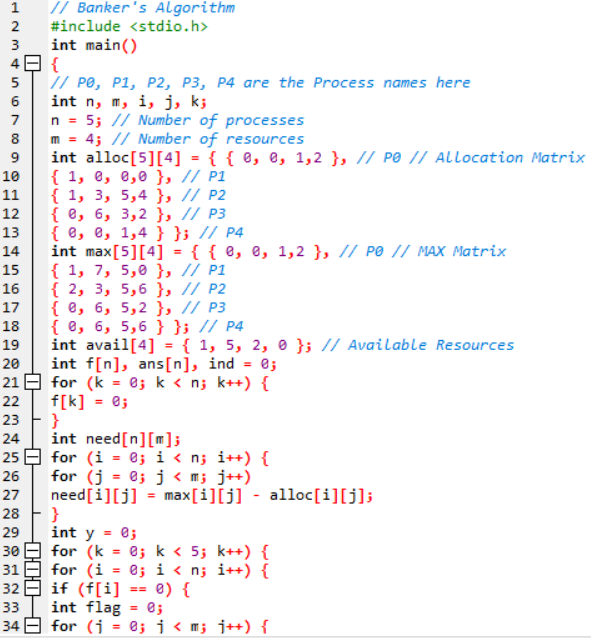 1 // Banker's Algorithm
2 #include <stdio.h>
3 int main()
4 {
5 // P0, P1, P2, P3, P4 are the Process names here
6 int n, m, i, j, k;
7 n = 5; // Number of processes
8 m = 4; // Number of resources
9 int alloc[5][4] = { { 0, 0, 1,2 }, // P0 // Allocation Matrix
10 { 1, 0, 0,0 }, // P1
11 { 1, 3, 5,4 }, // P2
12 { 0, 6, 3,2 }, // P3
13 { 0, 0, 1,4 } }; // P4
14 int max[5][4] = { { 0, 0, 1,2 }, // P0 // MAX Matrix
15 { 1, 7, 5,0 }, // P1
16 { 2, 3, 5,6 }, // P2
17 { 0, 6, 5,2 }, // P3
18 { 0, 6, 5,6 } }; // P4
19 int avail[4] = { 1, 5, 2, 0 }; // Available Resources
20 int f[n], ans[n], ind = 0;
21 for (k = 0; k < n; k++) {
22 f[k] = 0;
23 }
24 int need[n][m];
25 for (i = 0; i < n; i++) {
26 for (j = 0; j < m; j++)
27 need[i][j] = max[i][j] - alloc[i][j];
28 }
29 int y = 0;
30 for (k = 0; k < 5; k++) {
31 for (i = 0; i < n; i++) {
32 if (f[i] == 0) {
33 int flag = 0;
34 for (j = 0; j < m; j++) {